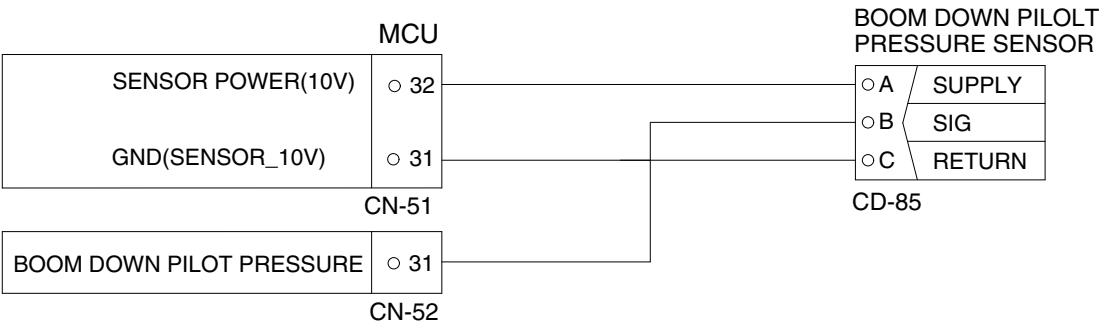 MCU
SENSOR POWER(10V) 32
GND(SENSOR_10V) 31
CN-51
BOOM DOWN PILOT PRESSURE 31
CN-52
BOOM DOWN PILOLT
PRESSURE SENSOR
A SUPPLY
B SIG
C RETURN
CD-85